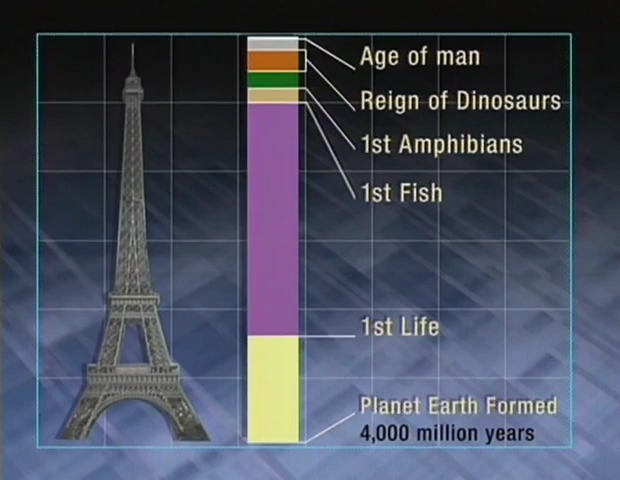 Age of man
Reign of Dinosaurs
1st Amphibians
1st Fish
1st Life
Planet Earth Formed
4,000 million years